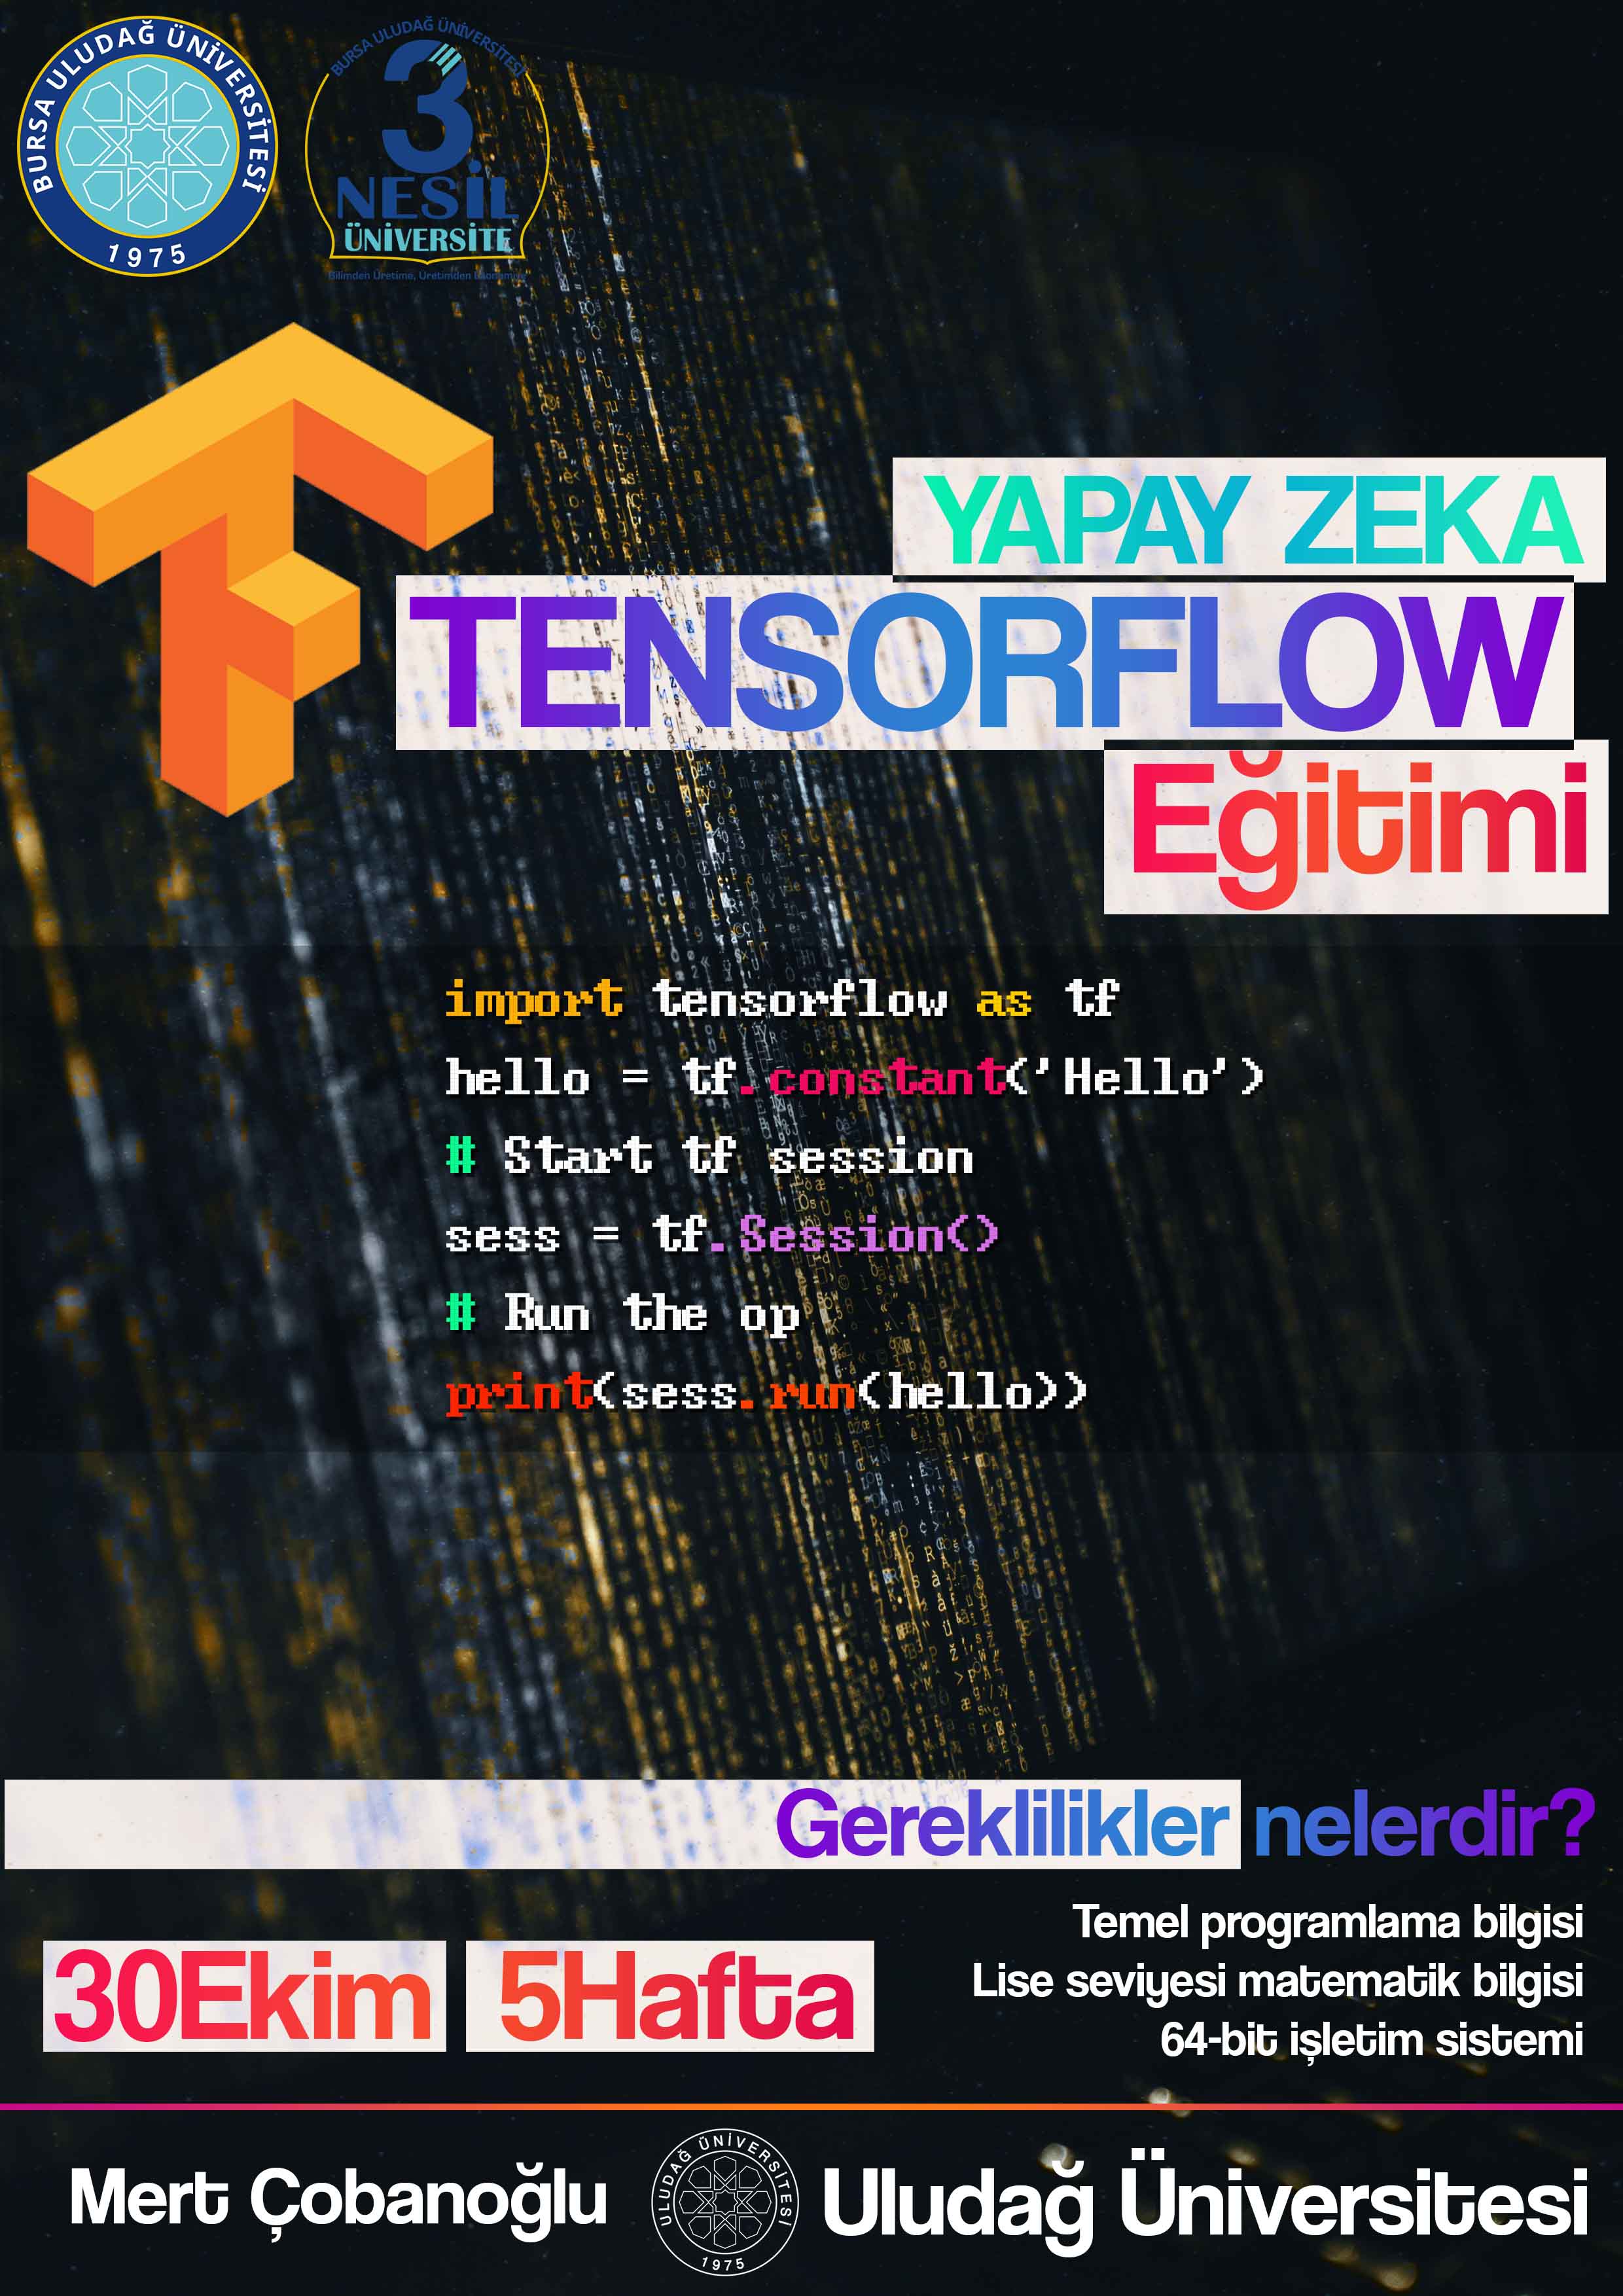 BURSA ULUDAĞ ÜNİVERSİTESİ
1975
BURSA ULUDAĞ ÜNİVERSİTESİ
3
NESİL
ÜNİVERSİTE
Bilimden Üretime, Üretimden
YAPAY ZEKA
TENSORFLOW
Eğitimi
import tensorflow as tf
hello = tf.constant('Hello')
# Start tf session
sess = tf.Session()
# Run the op
print(sess.run(hello))
Gereklilikler nelerdir?
Temel programlama bilgisi
Lise seviyesi matematik bilgisi
64-bit işletim sistemi
30Ekim 5Hafta
Mert Çobanoğlu
ULUDAĞ ÜNİVERSİTESİ
1975
Uludağ Üniversitesi